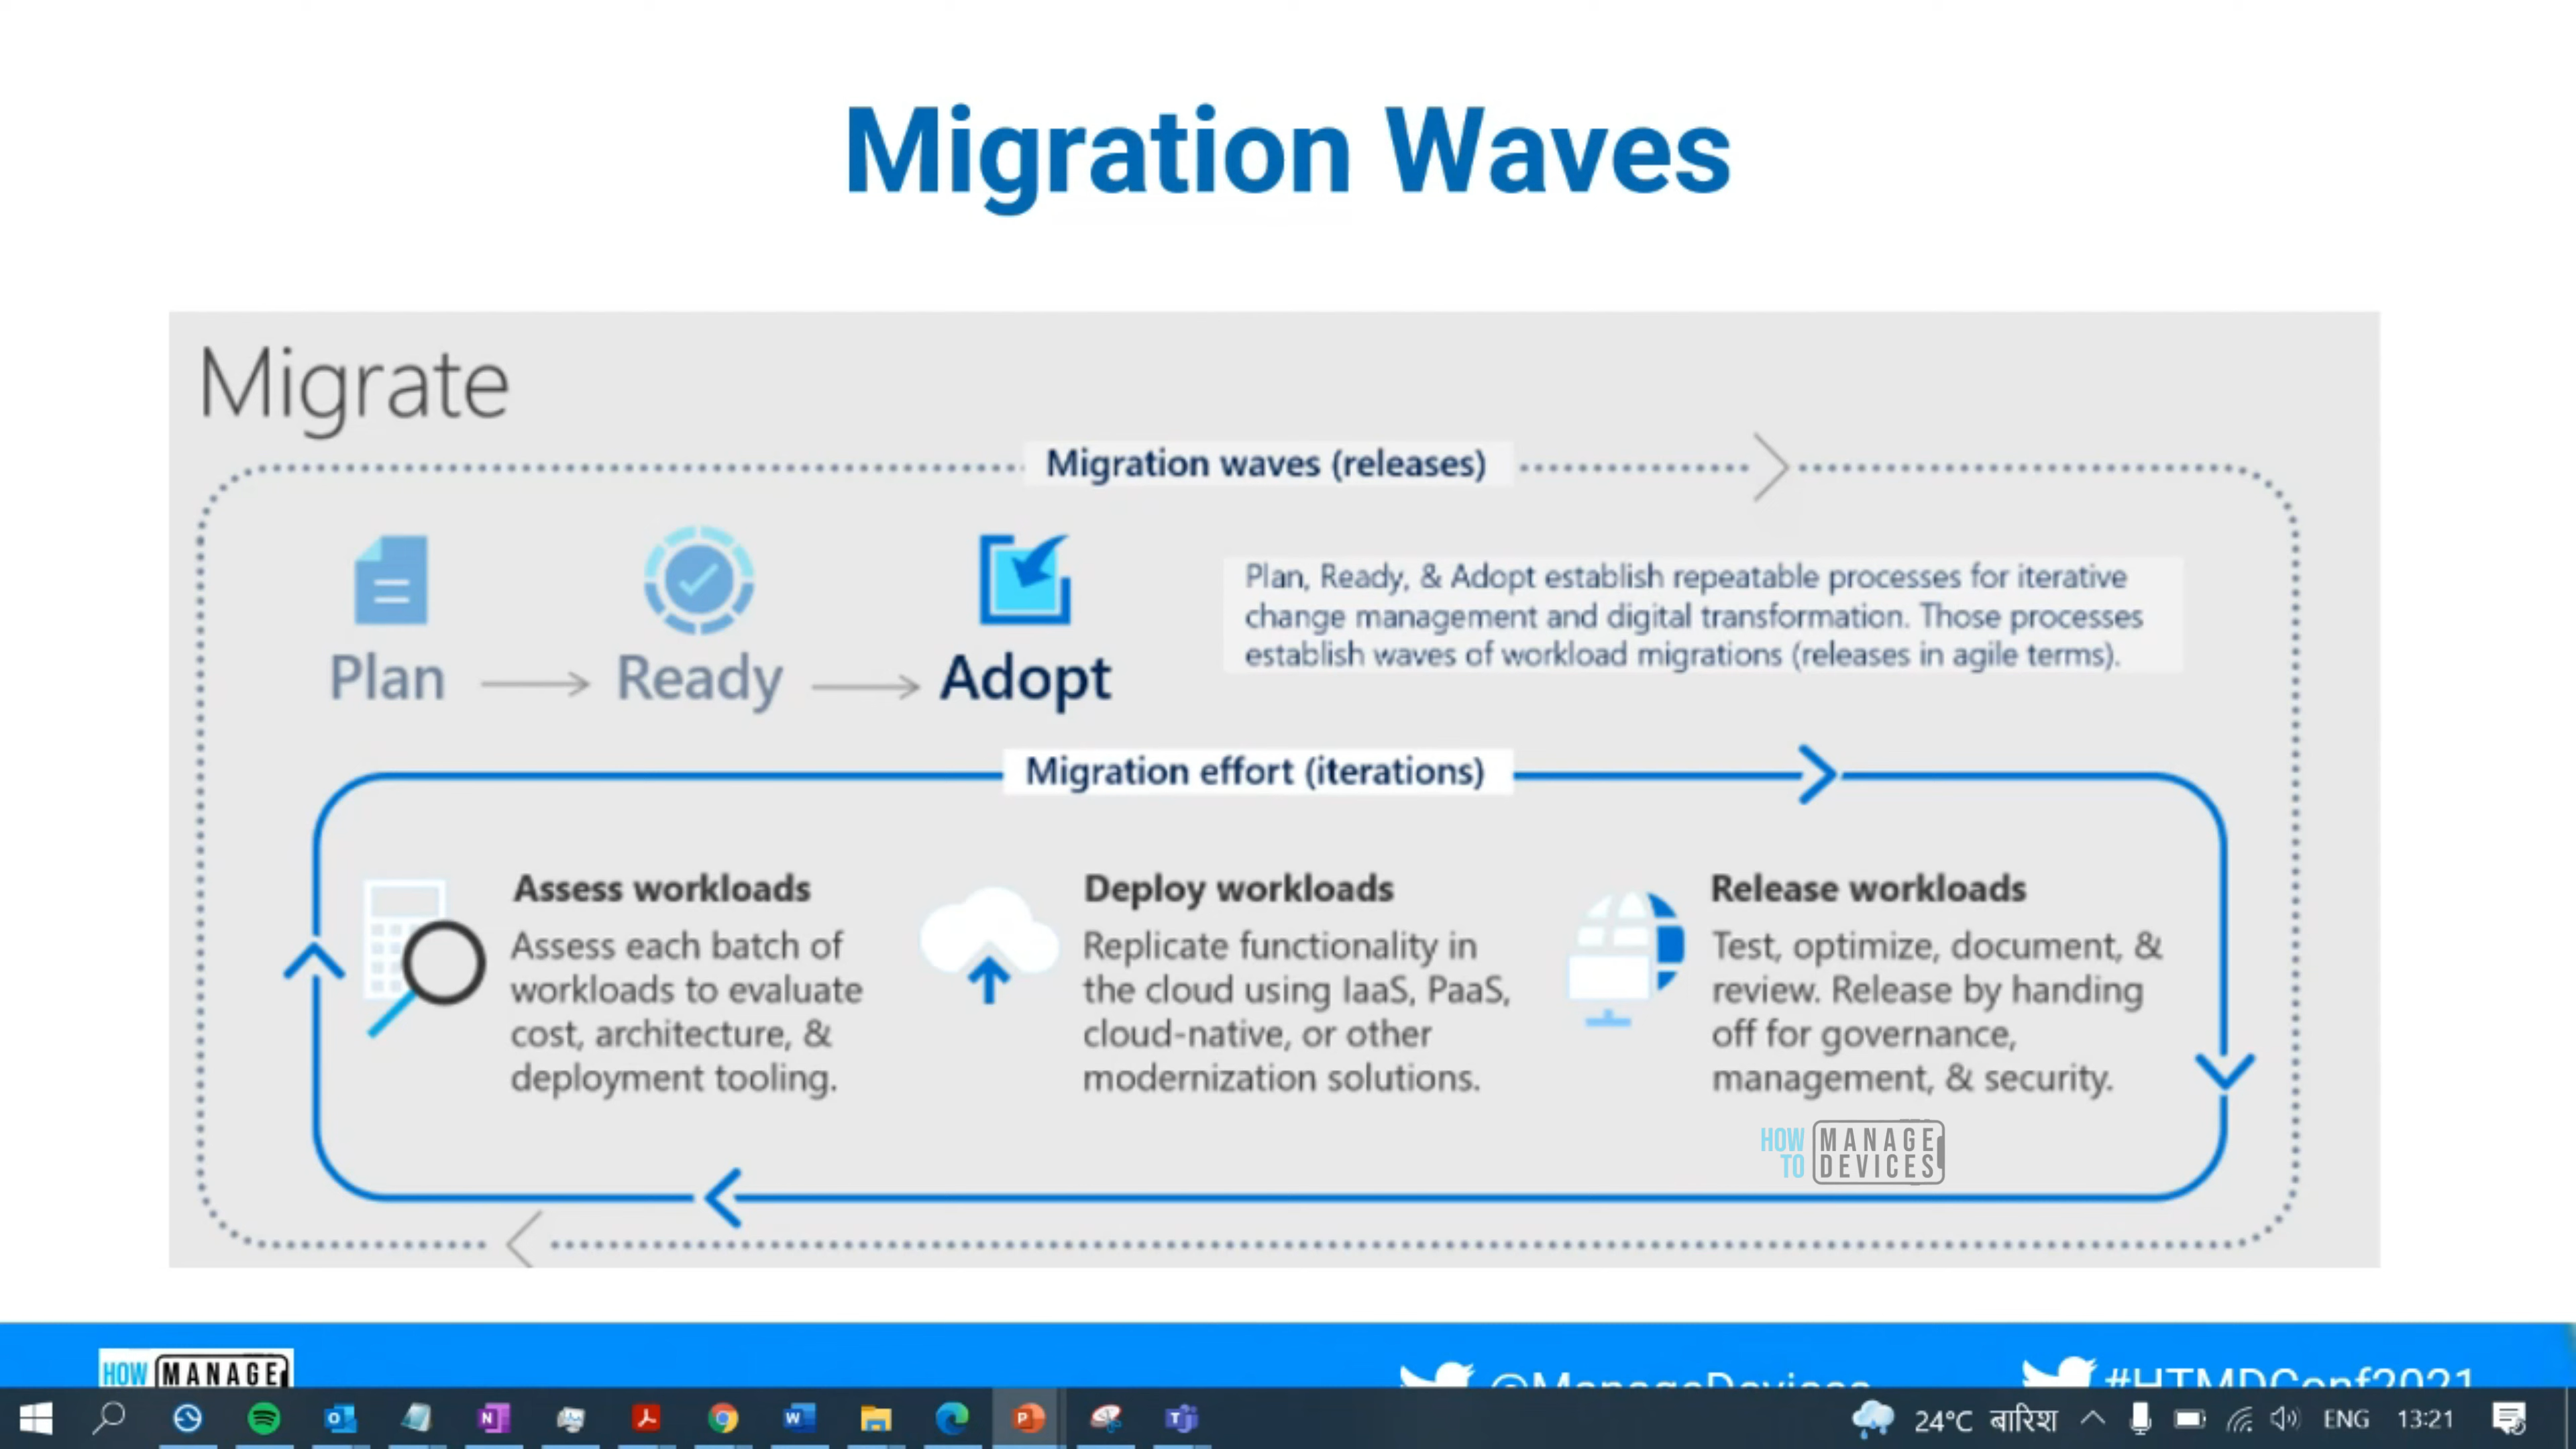 Migration Waves
Migrate
Migration waves (releases)
Plan
Ready
Adopt
Plan, Ready, & Adopt establish repeatable processes for iterative
change management and digital transformation. Those processes
establish waves of workload migrations (releases in agile terms).
Migration effort (iterations)
Assess workloads
Assess each batch of
workloads to evaluate
cost, architecture, &
deployment tooling.
Deploy workloads
Replicate functionality in
the cloud using IaaS, PaaS,
cloud-native, or other
modernization solutions.
Release workloads
Test, optimize, document, &
review. Release by handing
off for governance,
management, & security.
HOW MANAGE
TO DEVICES
HOW MANAGE
@ManageDevices
#HTMDConf2021
24°C बारिश
ENG
13:21